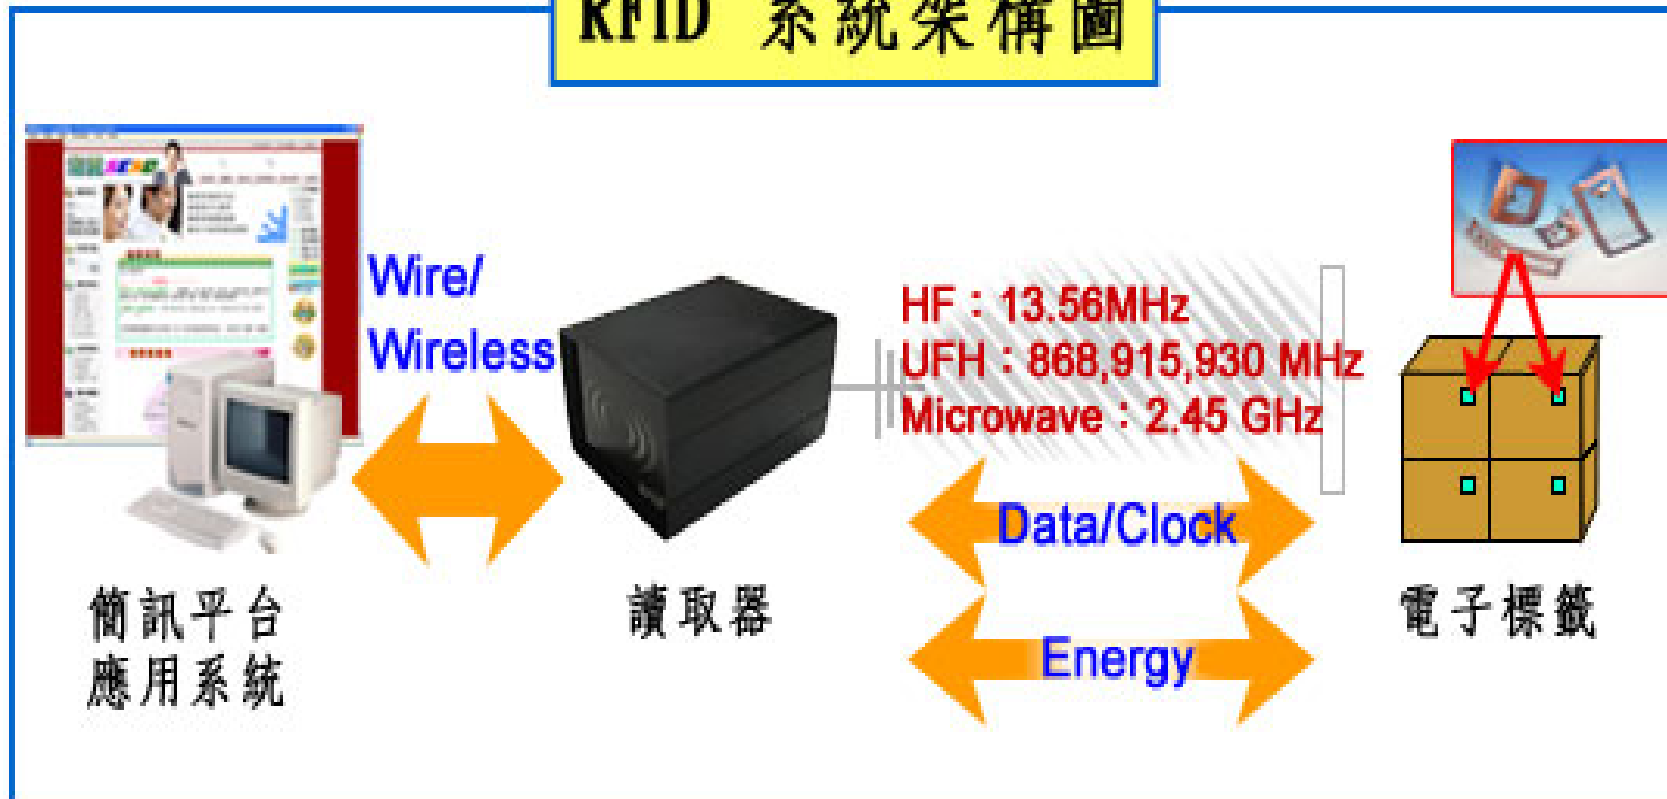 RFID 系統架構圖
Wire/
Wireless
HF：13.56MHz
UFH：868,915,930 MHz
Microwave：2.45 GHz
Data/Clock
Energy
簡訊平台
應用系統
讀取器
電子標籤